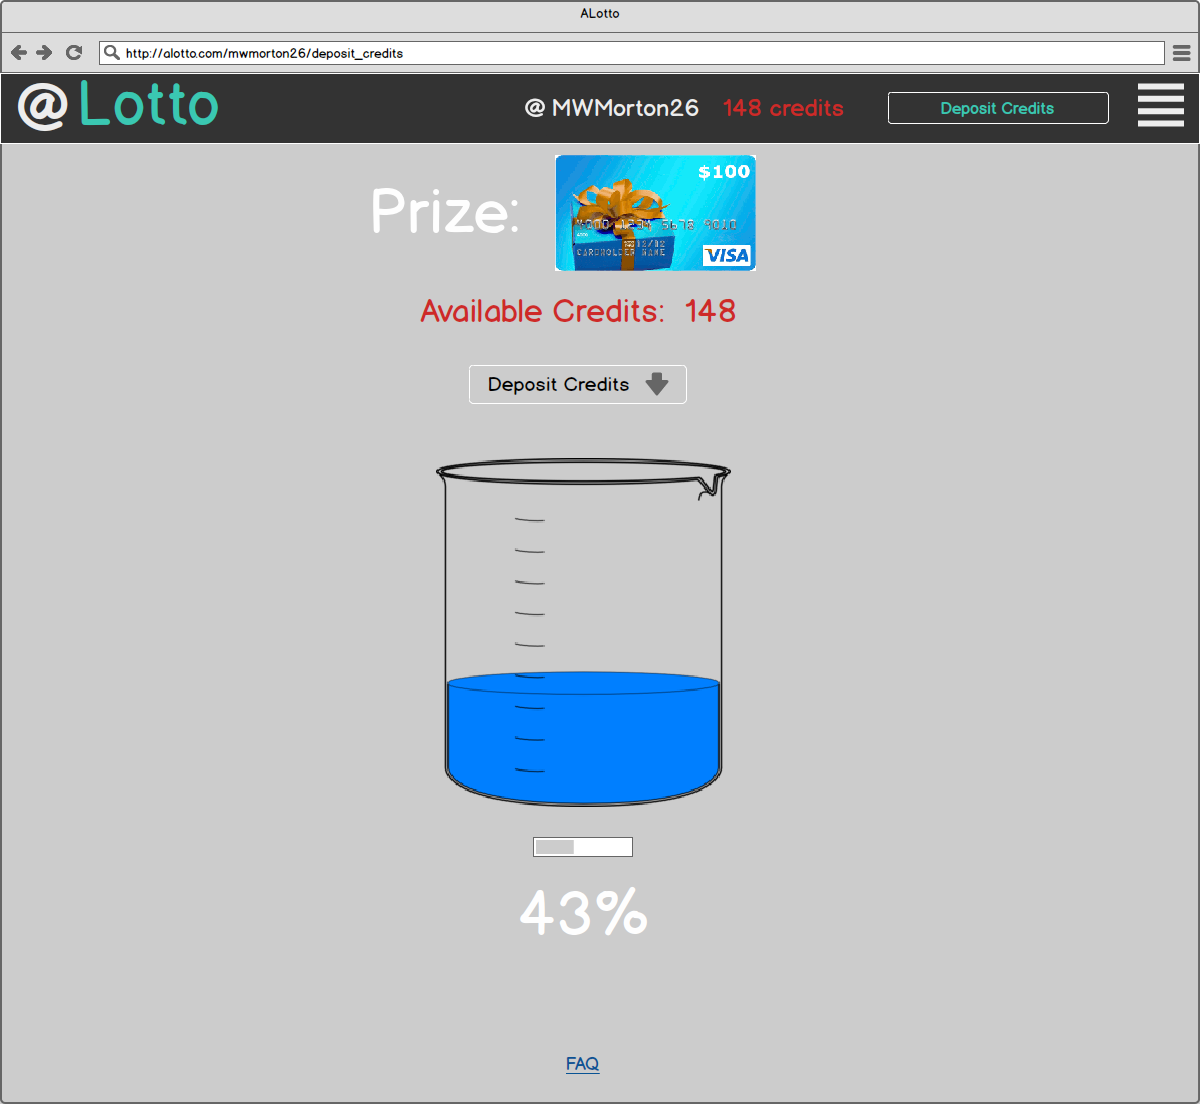 ALotto
http://alotto.com/mwmorton26/deposit_credits
@ Lotto
@ MWMorton26 148 credits
Deposit Credits
Prize:
$100
5678 9010
CARDHOLDER NAME
VISA
Available Credits: 148
Deposit Credits
43%
FAQ